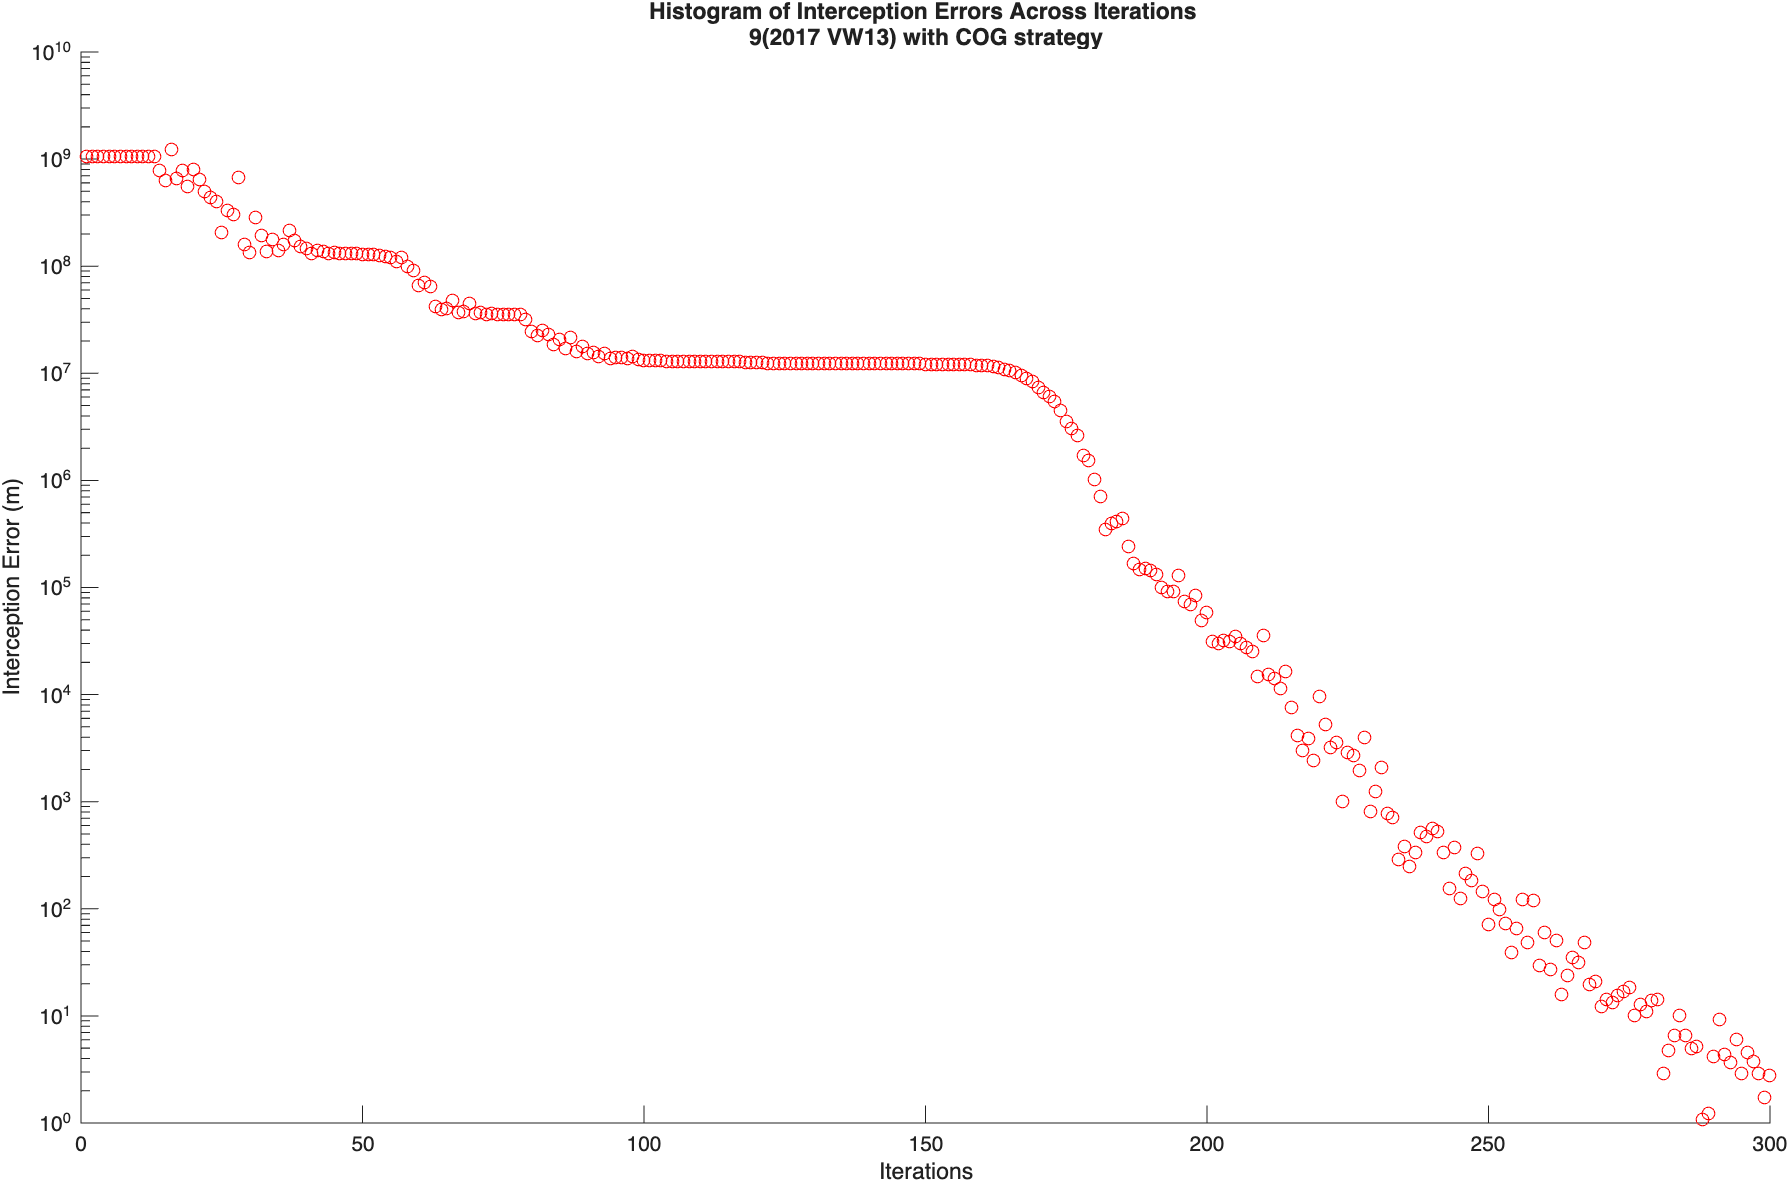 Histogram of Interception Errors Across Iterations
9(2017 VW13) with COG strategy
Interception Error (m)
10^10
10^9
10^8
10^7
10^6
10^5
10^4
10^3
10^2
10^1
10^0
0 50 100 150 200 250 300
Iterations